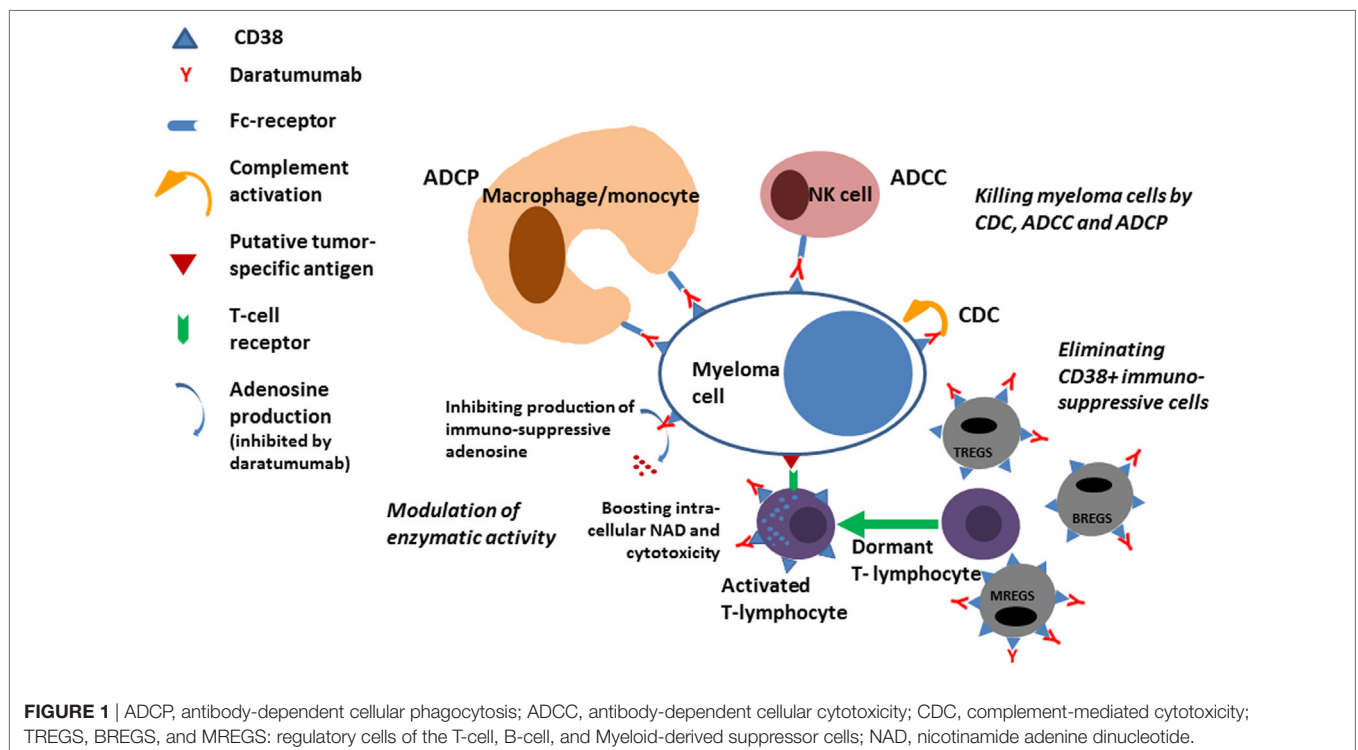 CD38
Daratumumab
Fc-receptor
Complement
activation
Putative tumor-
specific antigen
T-cell
receptor
Adenosine
production
(inhibited by
daratumumab)
ADCP
Macrophage/monocyte
NK cell
ADCC
Killing myeloma cells by
CDC, ADCC and ADCP
CDC
Myeloma
cell
Eliminating
CD38+ immuno-
suppressive cells
Inhibiting production of
immuno-suppressive
adenosine
Modulation of
enzymatic activity
Boosting intra-
cellular NAD and
cytotoxicity
Activated
T-lymphocyte
Dormant
T- lymphocyte
TREGS
BREGS
MREGS
FIGURE 1 | ADCP, antibody-dependent cellular phagocytosis; ADCC, antibody-dependent cellular cytotoxicity; CDC, complement-mediated cytotoxicity;
TREGS, BREGS, and MREGS: regulatory cells of the T-cell, B-cell, and Myeloid-derived suppressor cells; NAD, nicotinamide adenine dinucleotide.